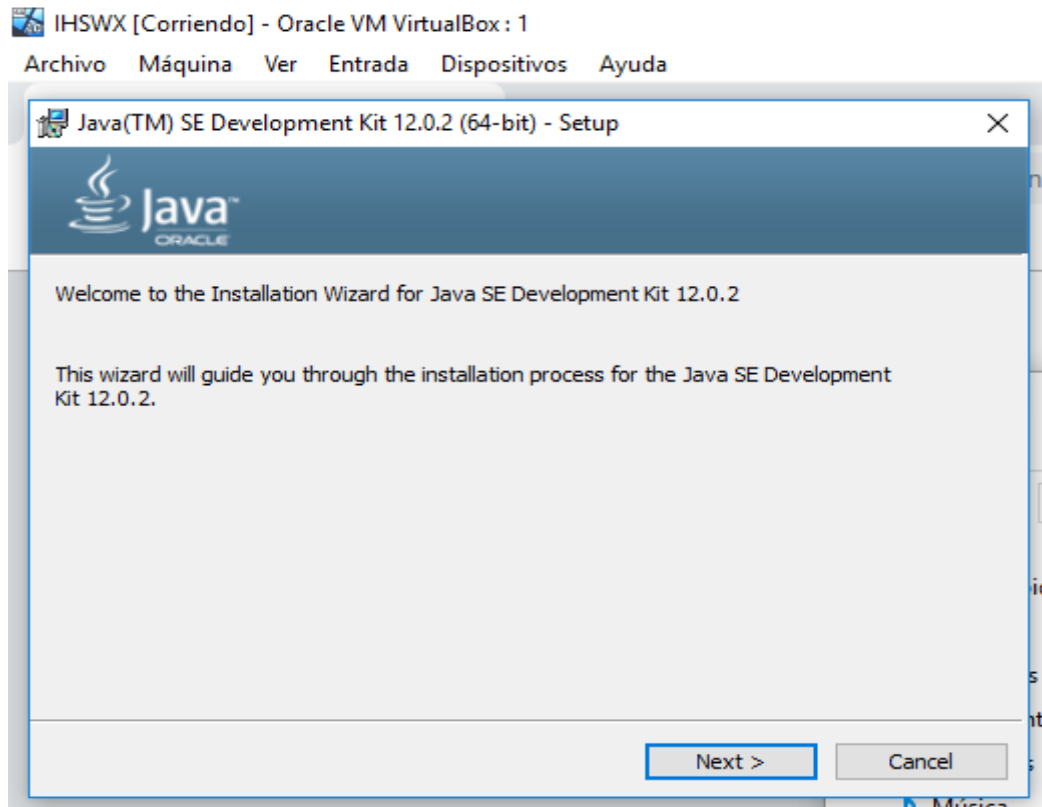 IHSWX [Corriendo] - Oracle VM VirtualBox : 1
Archivo Máquina Ver Entrada Dispositivos Ayuda
Java(TM) SE Development Kit 12.0.2 (64-bit) - Setup
Java™
ORACLE
Welcome to the Installation Wizard for Java SE Development Kit 12.0.2
This wizard will guide you through the installation process for the Java SE Development
Kit 12.0.2.
Next > Cancel
Música